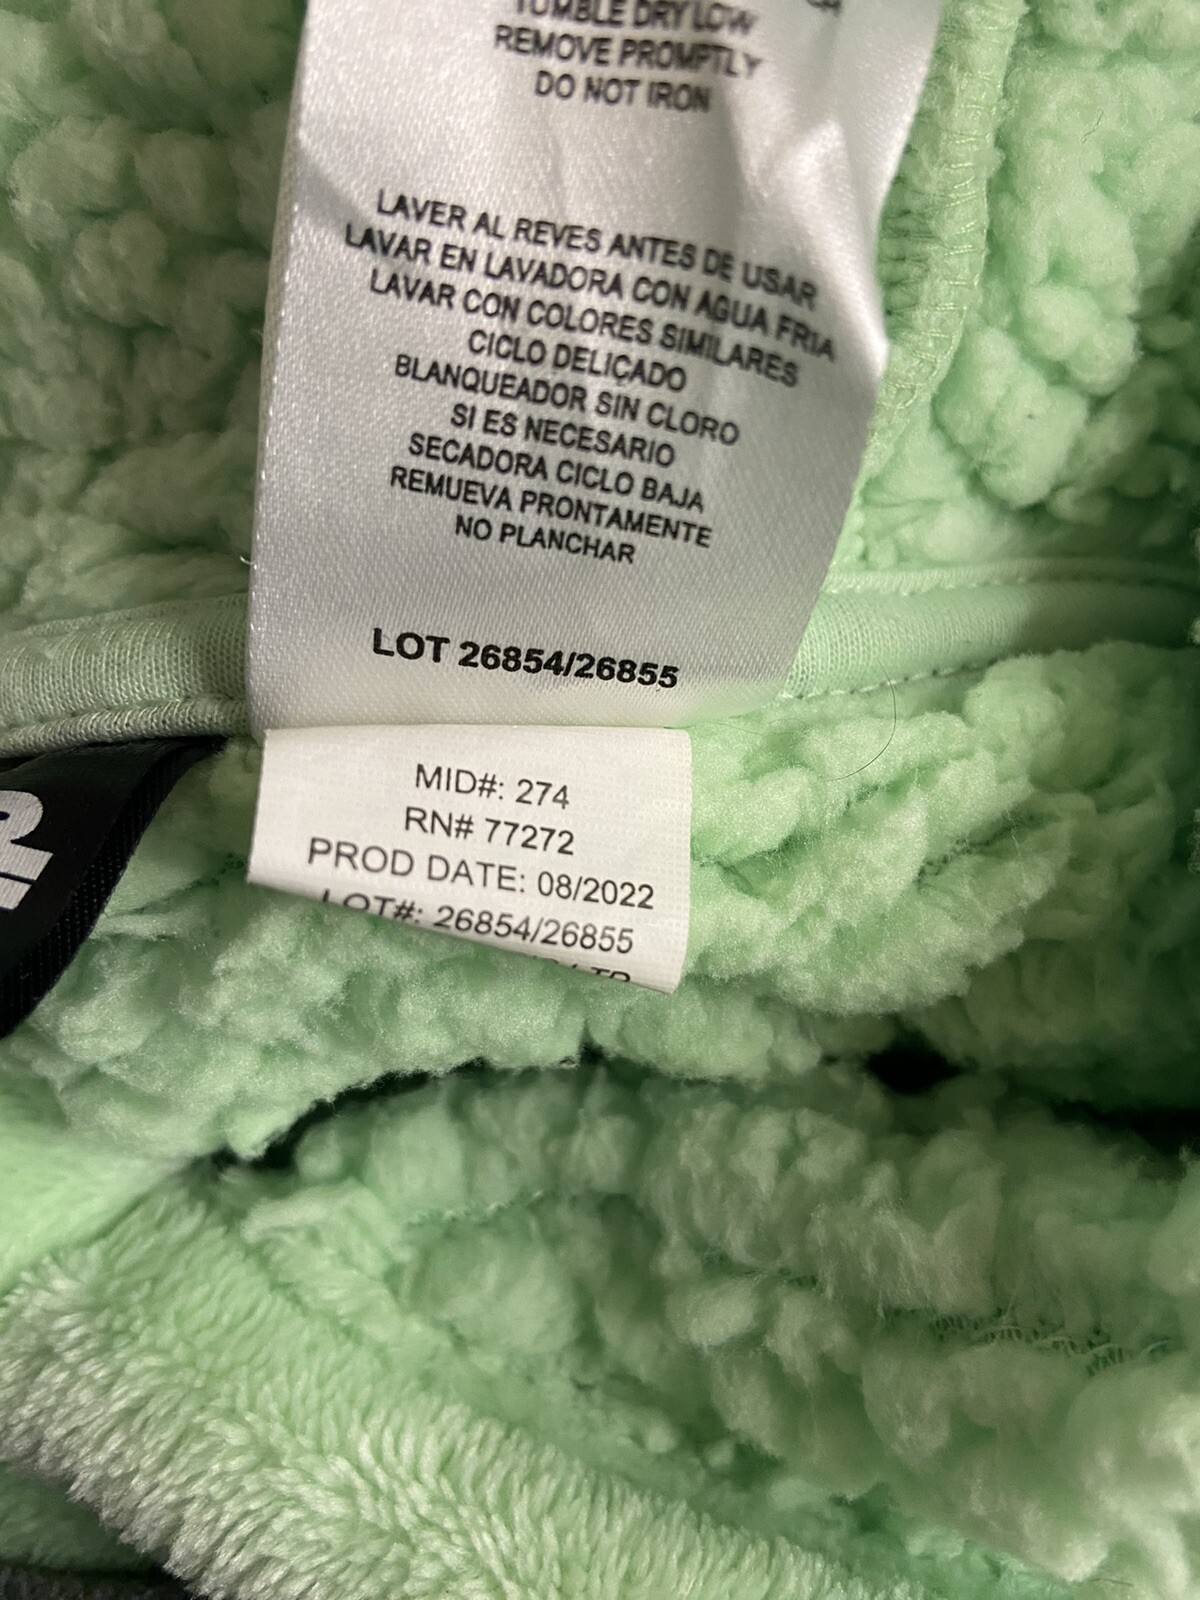 TUMBLE DRY LOW
REMOVE PROMPTLY
DO NOT IRON
LAVER AL REVES ANTES DE USAR
LAVAR EN LAVADORA CON AGUA FRIA
LAVAR CON COLORES SIMILARES
CICLO DELICADO
BLANQUEADOR SIN CLORO
SI ES NECESARIO
SECADORA CICLO BAJA
REMUEVA PRONTAMENTE
NO PLANCHAR
LOT 26854/26855
MID#: 274
RN# 77272
PROD DATE: 08/2022
LOT#: 26854/26855